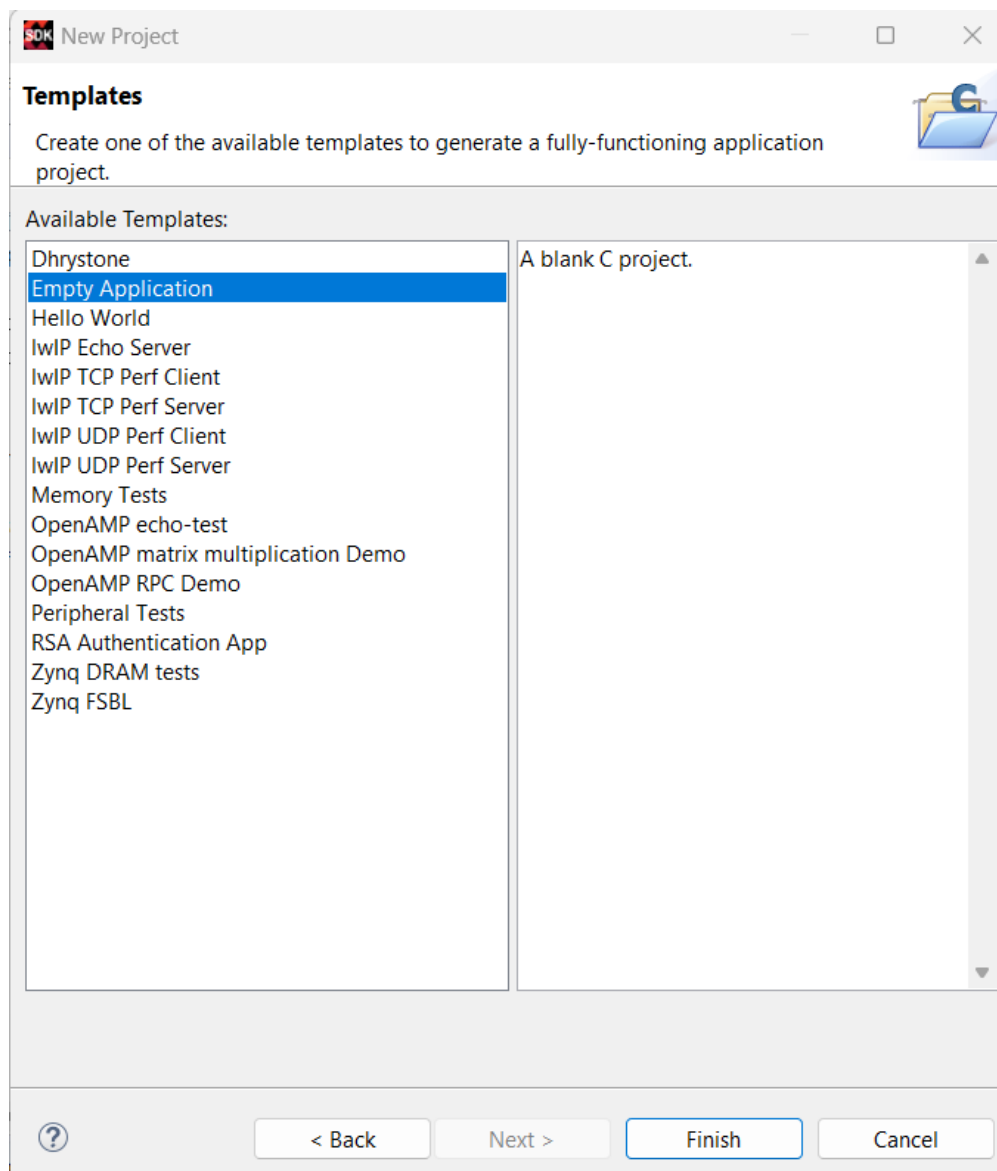 SDK New Project
Templates
Create one of the available templates to generate a fully-functioning application
project.
Available Templates:
Dhrystone
Empty Application
Hello World
lwIP Echo Server
lwIP TCP Perf Client
lwIP TCP Perf Server
lwIP UDP Perf Client
lwIP UDP Perf Server
Memory Tests
OpenAMP echo-test
OpenAMP matrix multiplication Demo
OpenAMP RPC Demo
Peripheral Tests
RSA Authentication App
Zynq DRAM tests
Zynq FSBL
A blank C project.
? < Back Next > Finish Cancel